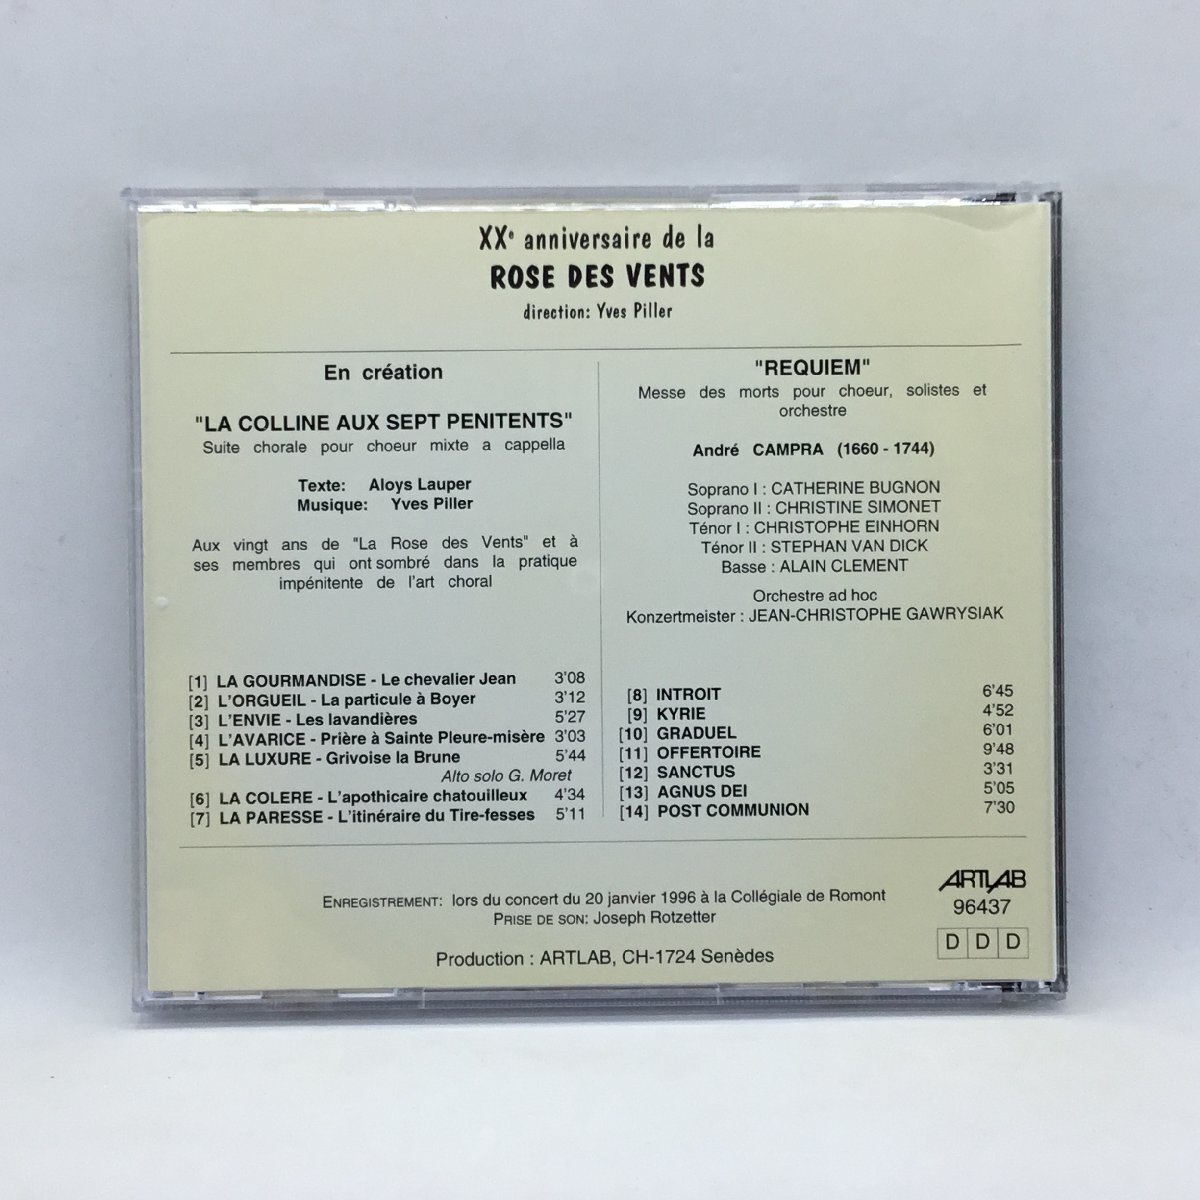 XXe anniversaire de la
ROSE DES VENTS
direction: Yves Piller
En création
"LA COLLINE AUX SEPT PENITENTS"
Suite chorale pour choeur mixte a cappella
Texte: Aloys Lauper
Musique: Yves Piller
Aux vingt ans de "La Rose des Vents" et à
ses membres qui ont sombré dans la pratique
impénitente de l'art choral
[1] LA GOURMANDISE - Le chevalier Jean 3'08
[2] L'ORGUEIL - La particule à Boyer 3'12
[3] L'ENVIE - Les lavandières 5'27
[4] L'AVARICE - Prière à Sainte Pleure-misère 3'03
[5] LA LUXURE - Grivoise la Brune 5'44
Alto solo G. Moret
[6] LA COLERE - L'apothicaire chatouilleux 4'34
[7] LA PARESSE - L'itinéraire du Tire-fesses 5'11
"REQUIEM"
Messe des morts pour choeur, solistes et
orchestre
André CAMPRA (1660 - 1744)
Soprano I : CATHERINE BUGNON
Soprano II : CHRISTINE SIMONET
Ténor I : CHRISTOPHE EINHORN
Ténor II : STEPHAN VAN DICK
Basse : ALAIN CLEMENT
Orchestre ad hoc
Konzertmeister : JEAN-CHRISTOPHE GAWRYSIAK
[8] INTROIT 6'45
[9] KYRIE 4'52
[10] GRADUEL 6'01
[11] OFFERTOIRE 9'48
[12] SANCTUS 3'31
[13] AGNUS DEI 5'05
[14] POST COMMUNION 7'30
ENREGISTREMENT: lors du concert du 20 janvier 1996 à la Collégiale de Romont
PRISE DE SON: Joseph Rotzetter
Production : ARTLAB, CH-1724 Senèdes
ARTLAB
96437
D D D